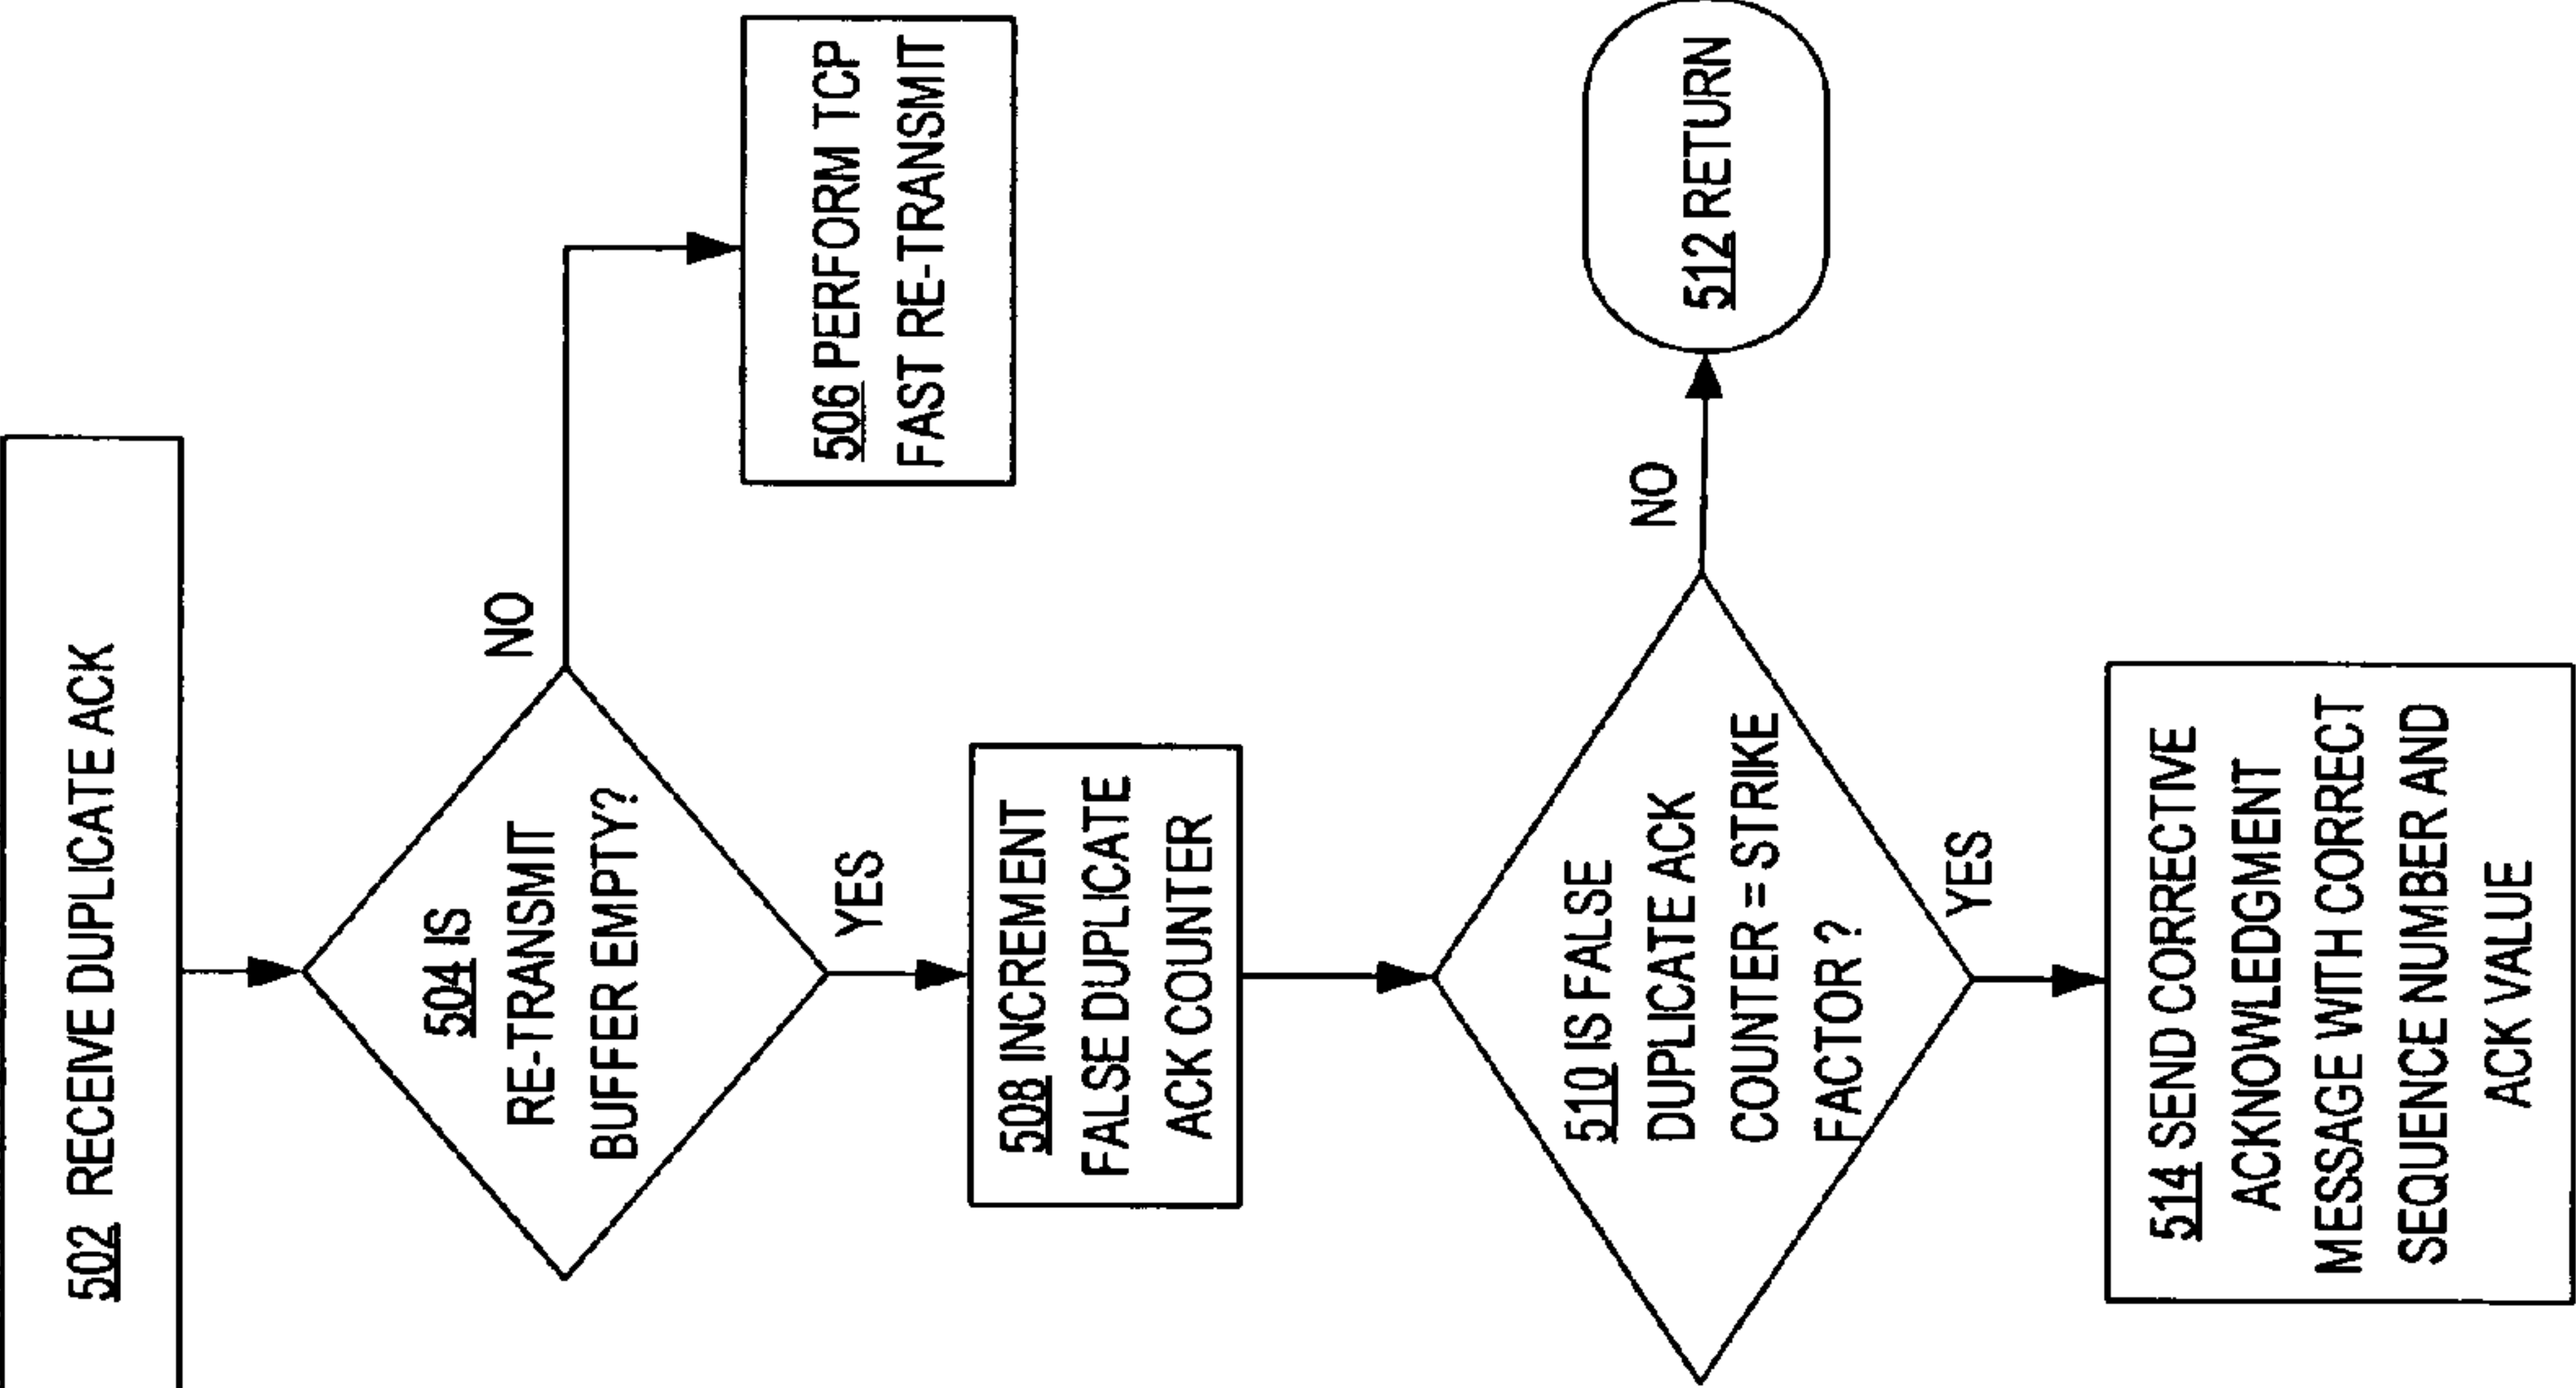 502 RECEIVE DUPLICATE ACK
504 IS
RE-TRANSMIT
BUFFER EMPTY?
NO
506 PERFORM TCP
FAST RE-TRANSMIT
YES
508 INCREMENT
FALSE DUPLICATE
ACK COUNTER
510 IS FALSE
DUPLICATE ACK
COUNTER = STRIKE
FACTOR ?
NO
512 RETURN
YES
514 SEND CORRECTIVE
ACKNOWLEDGMENT
MESSAGE WITH CORRECT
SEQUENCE NUMBER AND
ACK VALUE